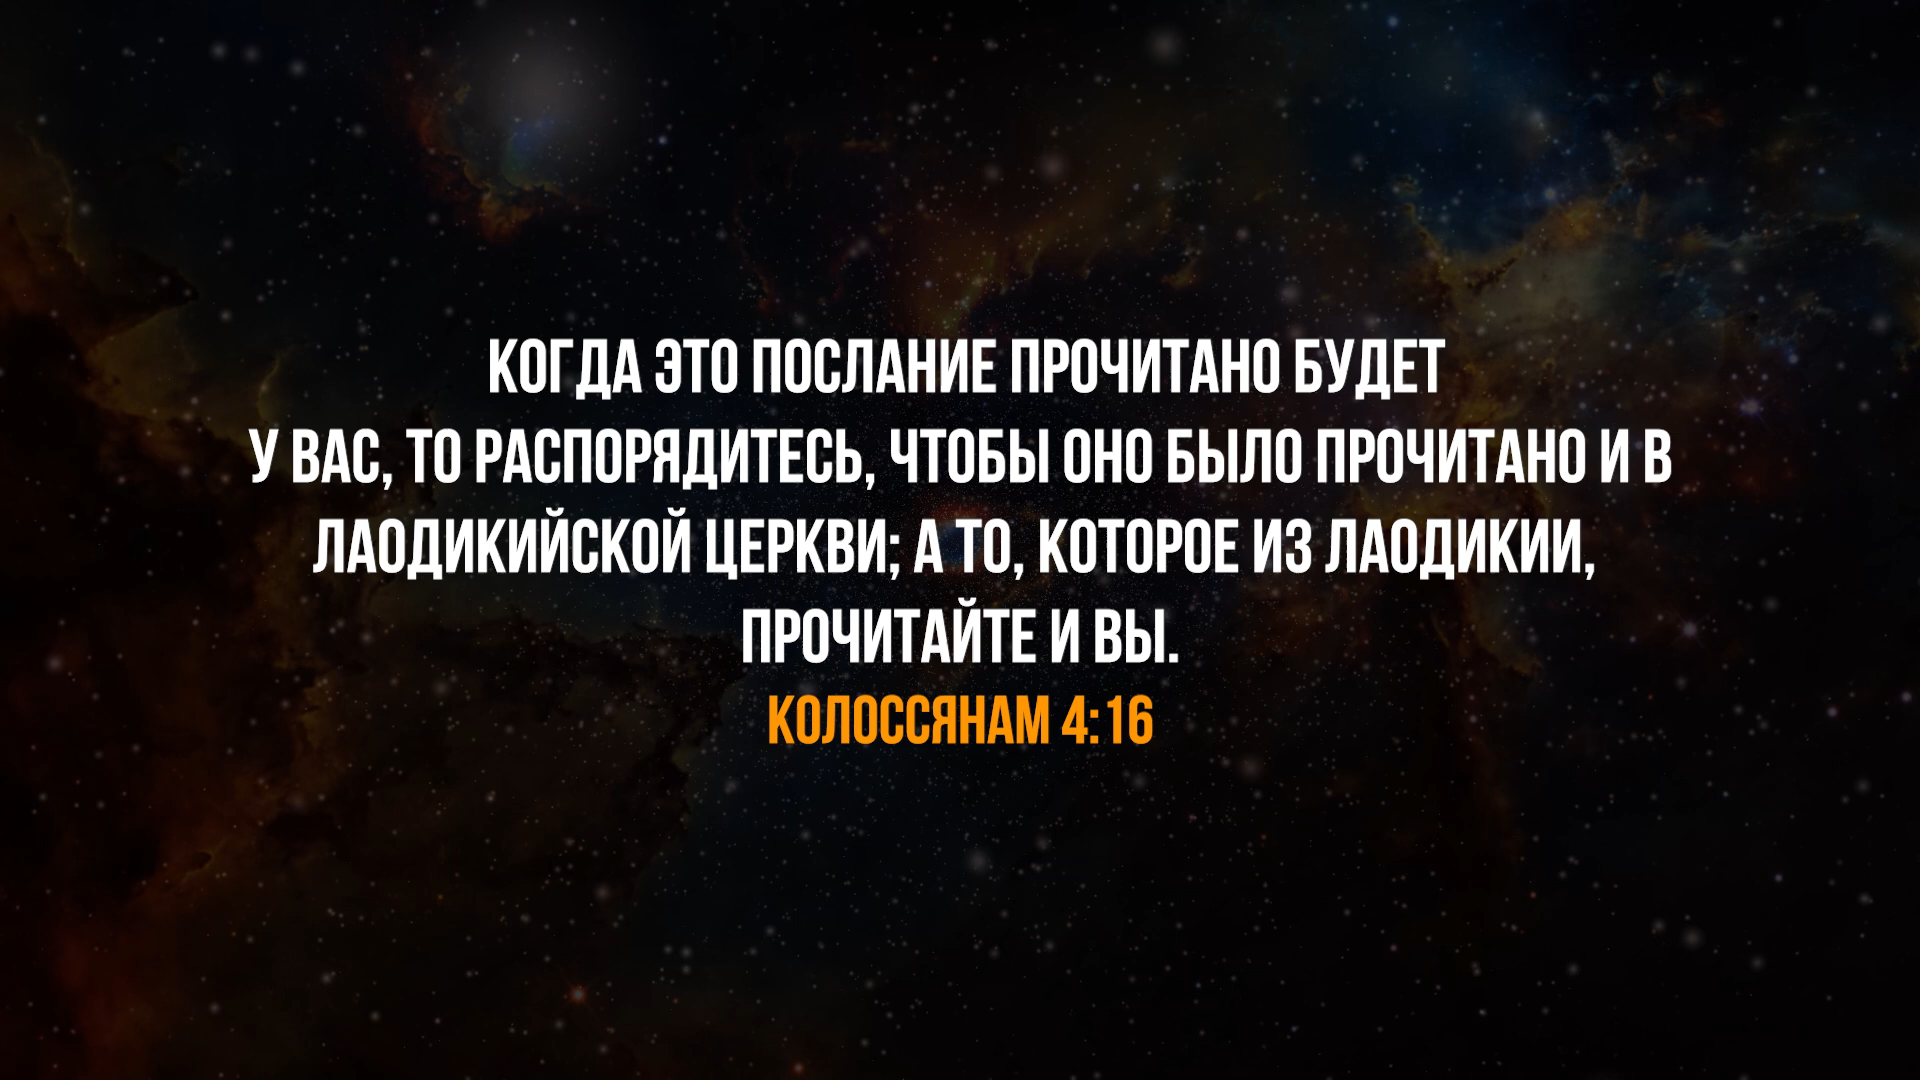 КОГДА ЭТО ПОСЛАНИЕ ПРОЧИТАНО БУДЕТ
У ВАС, ТО РАСПОРЯДИТЕСЬ, ЧТОБЫ ОНО БЫЛО ПРОЧИТАНО И В
ЛАОДИКИЙСКОЙ ЦЕРКВИ; А ТО, КОТОРОЕ ИЗ ЛАОДИКИИ,
ПРОЧИТАЙТЕ И ВЫ.
КОЛОССЯНАМ 4:16